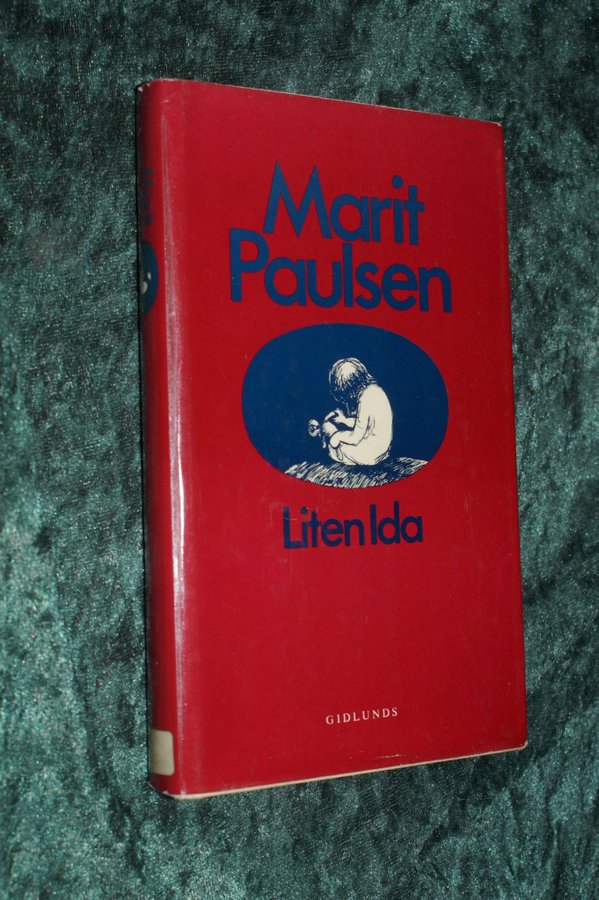 Marit
Paulsen
Liten Ida
GIDLUNDS